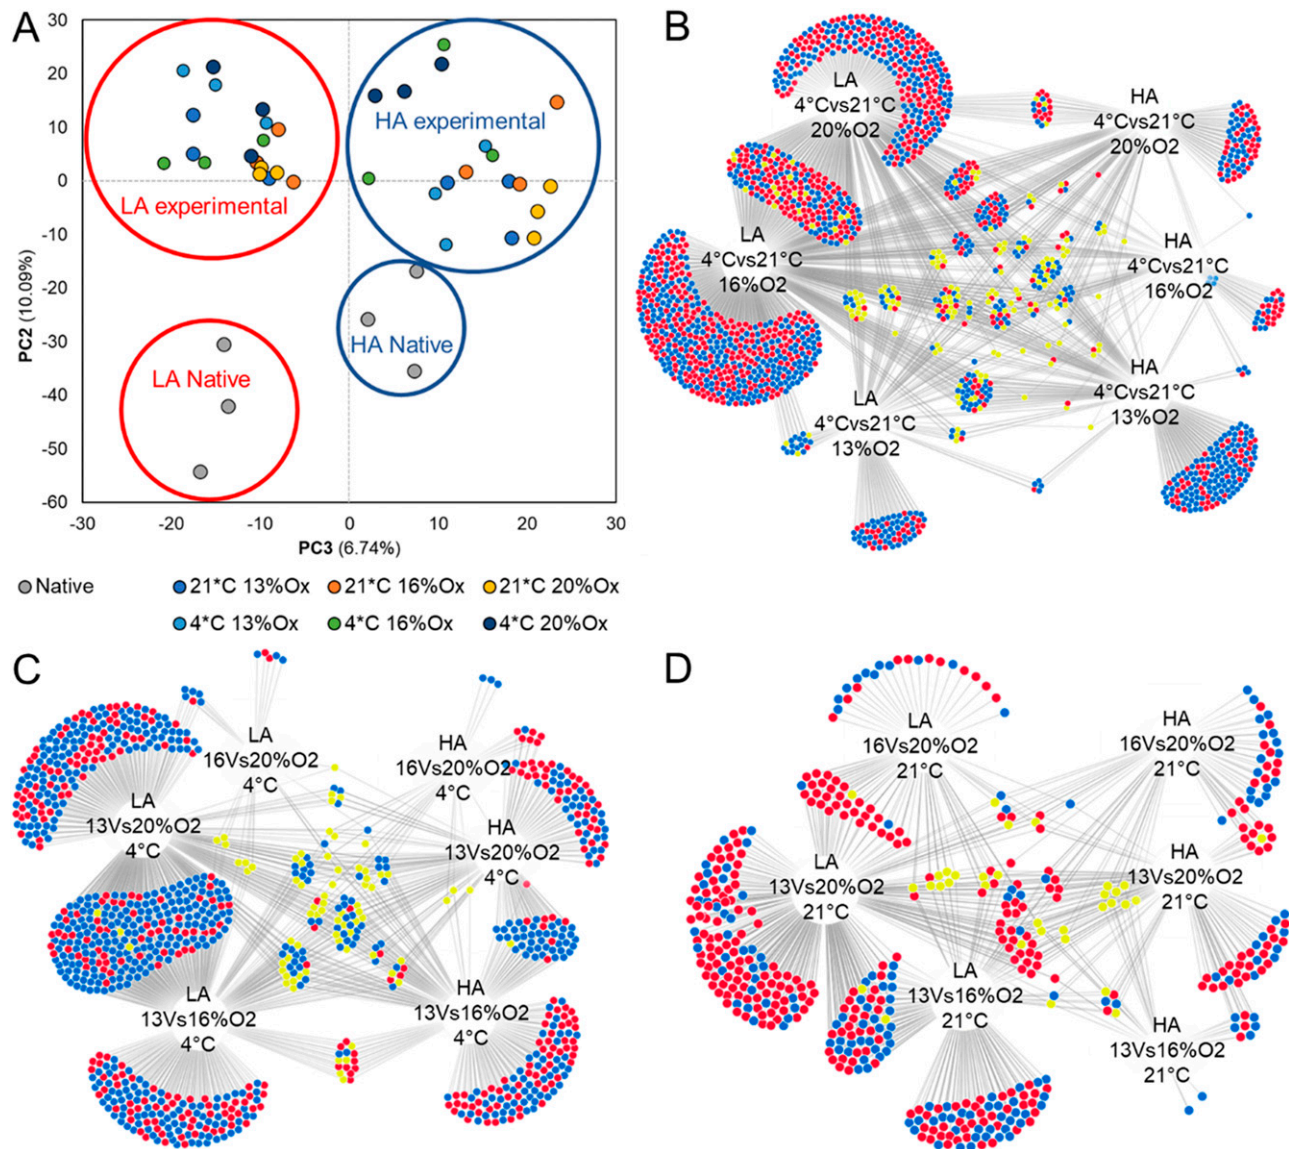 A
30
20
10
0
-10
-20
-30
-40
-50
-60
PC2 (10.09%)
LA experimental
HA experimental
LA Native
HA Native
-30
-20
-10
0
10
20
30
PC3 (6.74%)
Native
21*C 13%Ox
21*C 16%Ox
21*C 20%Ox
4*C 13%Ox
4*C 16%Ox
4*C 20%Ox
B
LA
4°Cvs21°C
20%O2
HA
4°Cvs21°C
20%O2
LA
4°Cvs21°C
16%O2
HA
4°Cvs21°C
16%O2
LA
4°Cvs21°C
13%O2
HA
4°Cvs21°C
13%O2
C
LA
16Vs20%O2
4°C
HA
16Vs20%O2
4°C
LA
13Vs20%O2
4°C
HA
13Vs20%O2
4°C
LA
13Vs16%O2
4°C
HA
13Vs16%O2
4°C
D
LA
16Vs20%O2
21°C
HA
16Vs20%O2
21°C
LA
13Vs20%O2
21°C
HA
13Vs20%O2
21°C
LA
13Vs16%O2
21°C
HA
13Vs16%O2
21°C